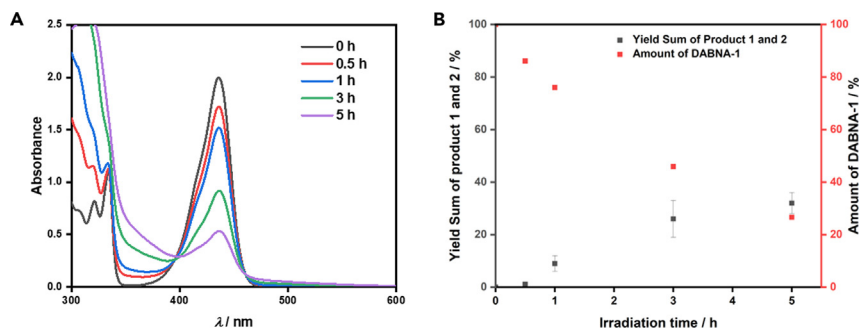 A
0 h
0.5 h
1 h
3 h
5 h
2.5
2.0
1.5
1.0
0.5
0.0
Absorbance
300
400
500
600
λ / nm
B
Yield Sum of Product 1 and 2
Amount of DABNA-1
100
80
60
40
20
0
Yield Sum of product 1 and 2 / %
0
1
2
3
4
5
Irradiation time / h
100
80
60
40
20
0
Amount of DABNA-1 / %